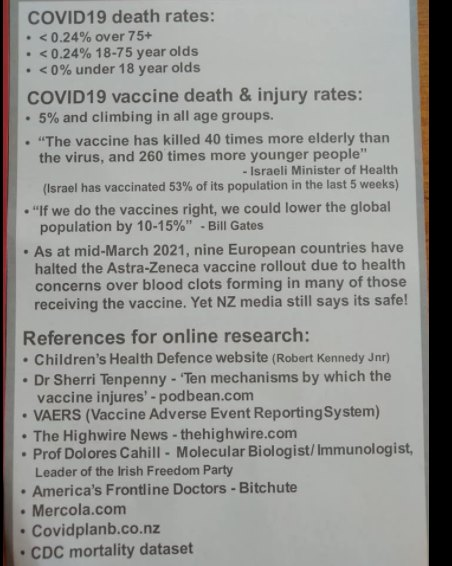 COVID19 death rates:
• < 0.24% over 75+
• < 0.24% 18-75 year olds
• < 0% under 18 year olds
COVID19 vaccine death & injury rates:
• 5% and climbing in all age groups.
• “The vaccine has killed 40 times more elderly than
the virus, and 260 times more younger people”
- Israeli Minister of Health
(Israel has vaccinated 53% of its population in the last 5 weeks)
• “If we do the vaccines right, we could lower the global
population by 10-15%” - Bill Gates
• As at mid-March 2021, nine European countries have
halted the Astra-Zeneca vaccine rollout due to health
concerns over blood clots forming in many of those
receiving the vaccine. Yet NZ media still says its safe!
References for online research:
• Children’s Health Defence website (Robert Kennedy Jnr)
• Dr Sherri Tenpenny - ‘Ten mechanisms by which the
vaccine injures’ - podbean.com
• VAERS (Vaccine Adverse Event ReportingSystem)
• The Highwire News - thehighwire.com
• Prof Dolores Cahill - Molecular Biologist/ Immunologist,
Leader of the Irish Freedom Party
• America’s Frontline Doctors - Bitchute
• Mercola.com
• Covidplanb.co.nz
• CDC mortality dataset